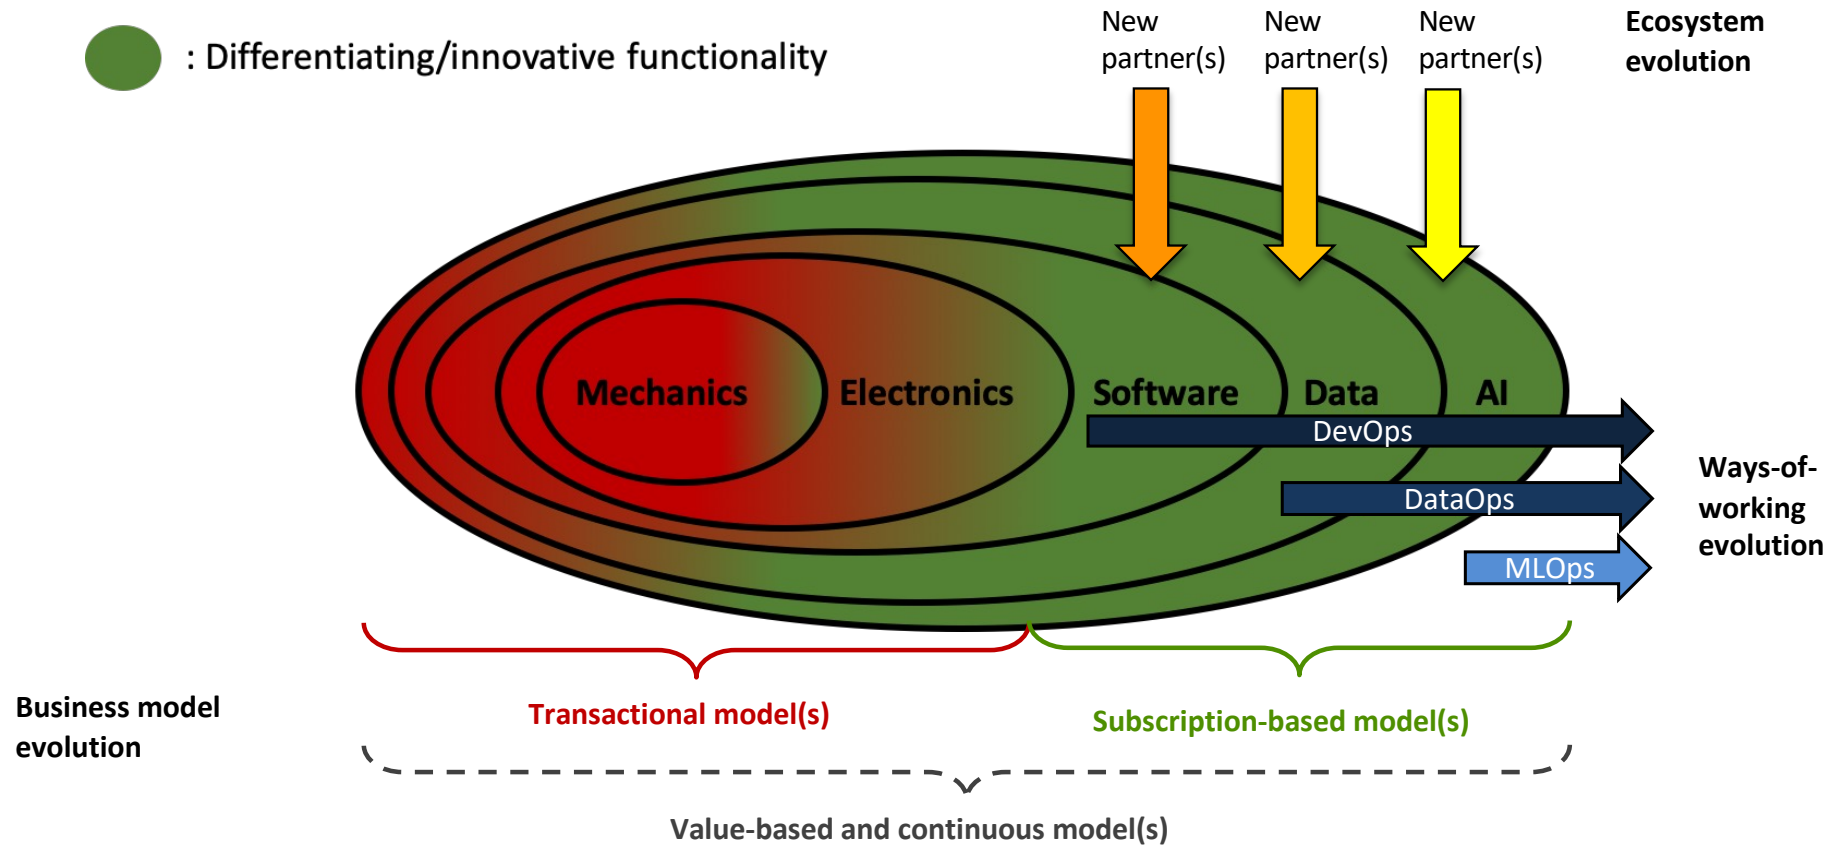 : Differentiating/innovative functionality
New
partner(s)
New
partner(s)
New
partner(s)
Ecosystem
evolution
Mechanics
Electronics
Software
Data
AI
DevOps
DataOps
MLOps
Ways-of-
working
evolution
Business model
evolution
Transactional model(s)
Subscription-based model(s)
Value-based and continuous model(s)